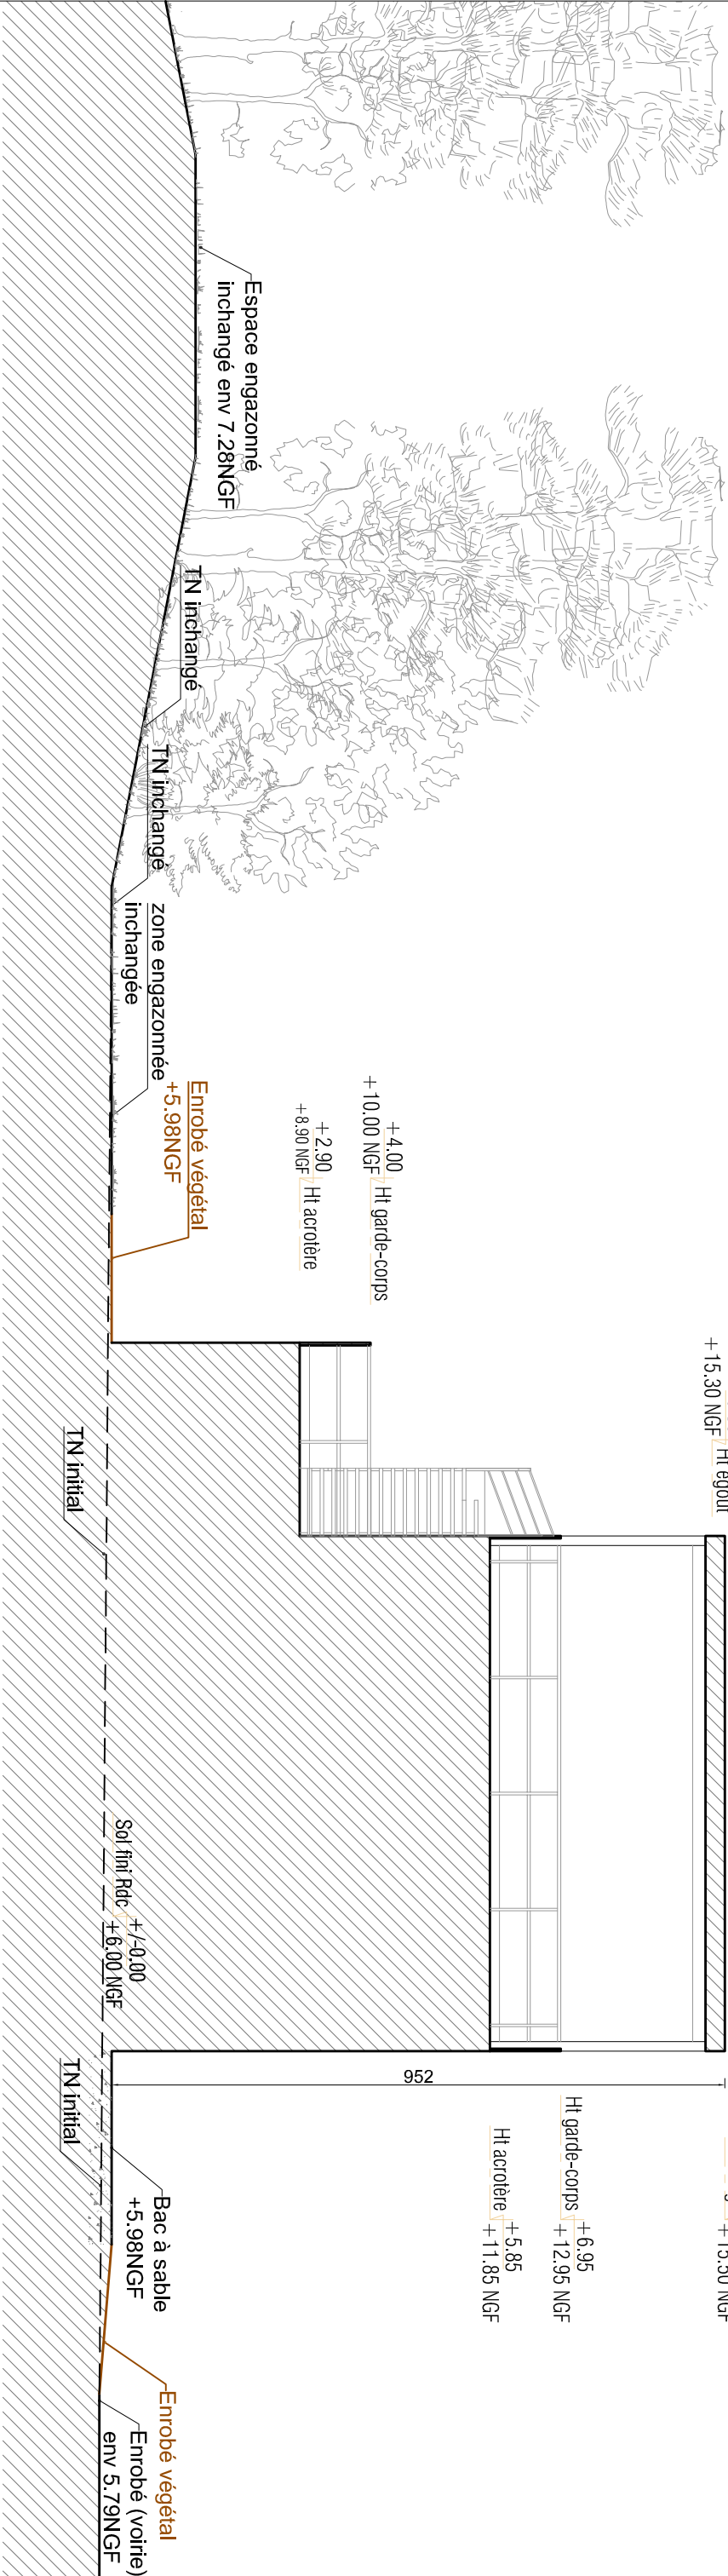 Espace engazonné
inchangé env 7.28NGF
TN inchangé
TN inchangé
zone engazonnée
inchangée
Enrobé végétal
+5.98NGF
+4.00
+10.00 NGF
Ht garde-corps
+2.90
+8.90 NGF
Ht acrotère
Ht égout
+15.30 NGF
TN initial
Sol fini Rdc
+/-0.00
+6.00 NGF
TN initial
952
Ht garde-corps
+6.95
+12.95 NGF
Ht acrotère
+5.85
+11.85 NGF
Bac à sable
+5.98NGF
Enrobé végétal
Enrobé (voirie)
env 5.79NGF